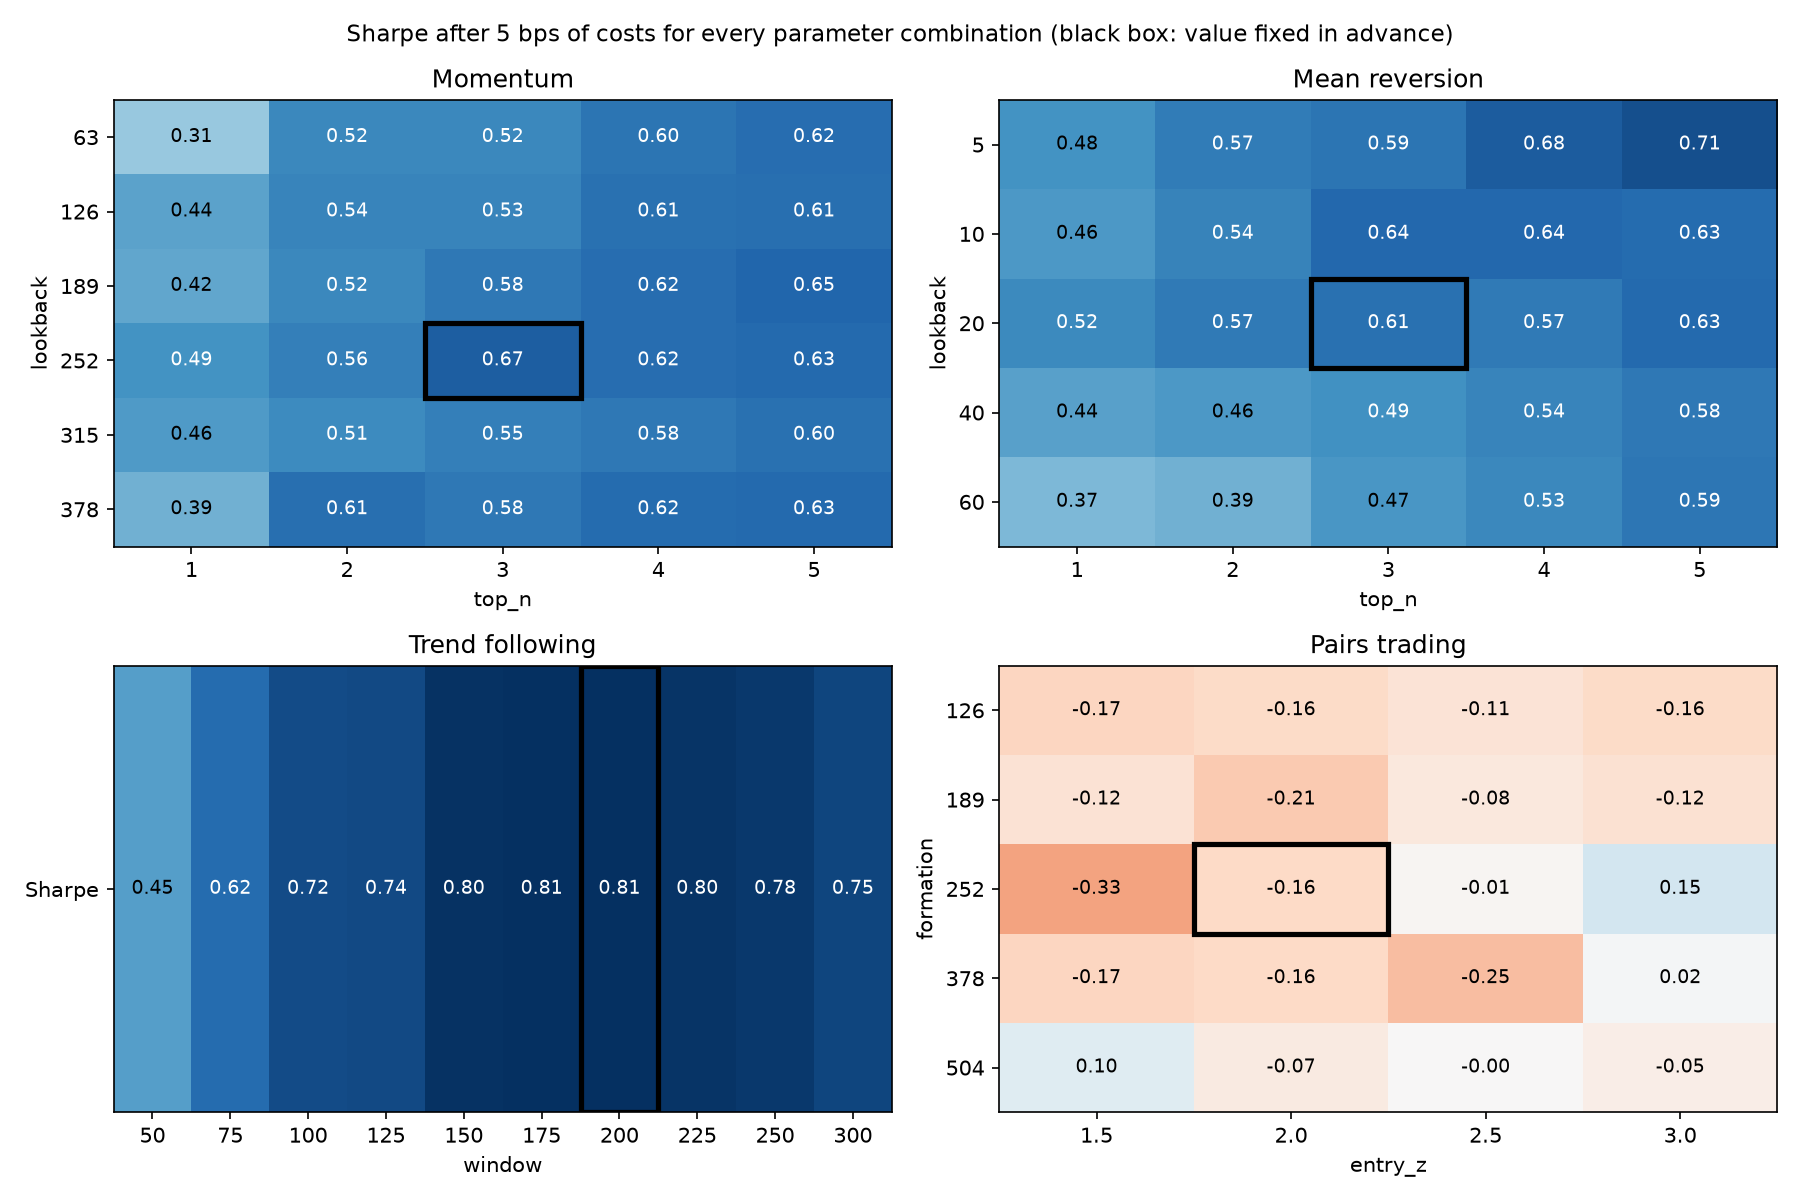 Sharpe after 5 bps of costs for every parameter combination (black box: value fixed in advance)
Momentum
lookback
63 0.31 0.52 0.52 0.60 0.62
126 0.44 0.54 0.53 0.61 0.61
189 0.42 0.52 0.58 0.62 0.65
252 0.49 0.56 0.67 0.62 0.63
315 0.46 0.51 0.55 0.58 0.60
378 0.39 0.61 0.58 0.62 0.63
1 2 3 4 5
top_n
Mean reversion
lookback
5 0.48 0.57 0.59 0.68 0.71
10 0.46 0.54 0.64 0.64 0.63
20 0.52 0.57 0.61 0.57 0.63
40 0.44 0.46 0.49 0.54 0.58
60 0.37 0.39 0.47 0.53 0.59
1 2 3 4 5
top_n
Trend following
Sharpe 0.45 0.62 0.72 0.74 0.80 0.81 0.81 0.80 0.78 0.75
50 75 100 125 150 175 200 225 250 300
window
Pairs trading
formation
126 -0.17 -0.16 -0.11 -0.16
189 -0.12 -0.21 -0.08 -0.12
252 -0.33 -0.16 -0.01 0.15
378 -0.17 -0.16 -0.25 0.02
504 0.10 -0.07 -0.00 -0.05
1.5 2.0 2.5 3.0
entry_z